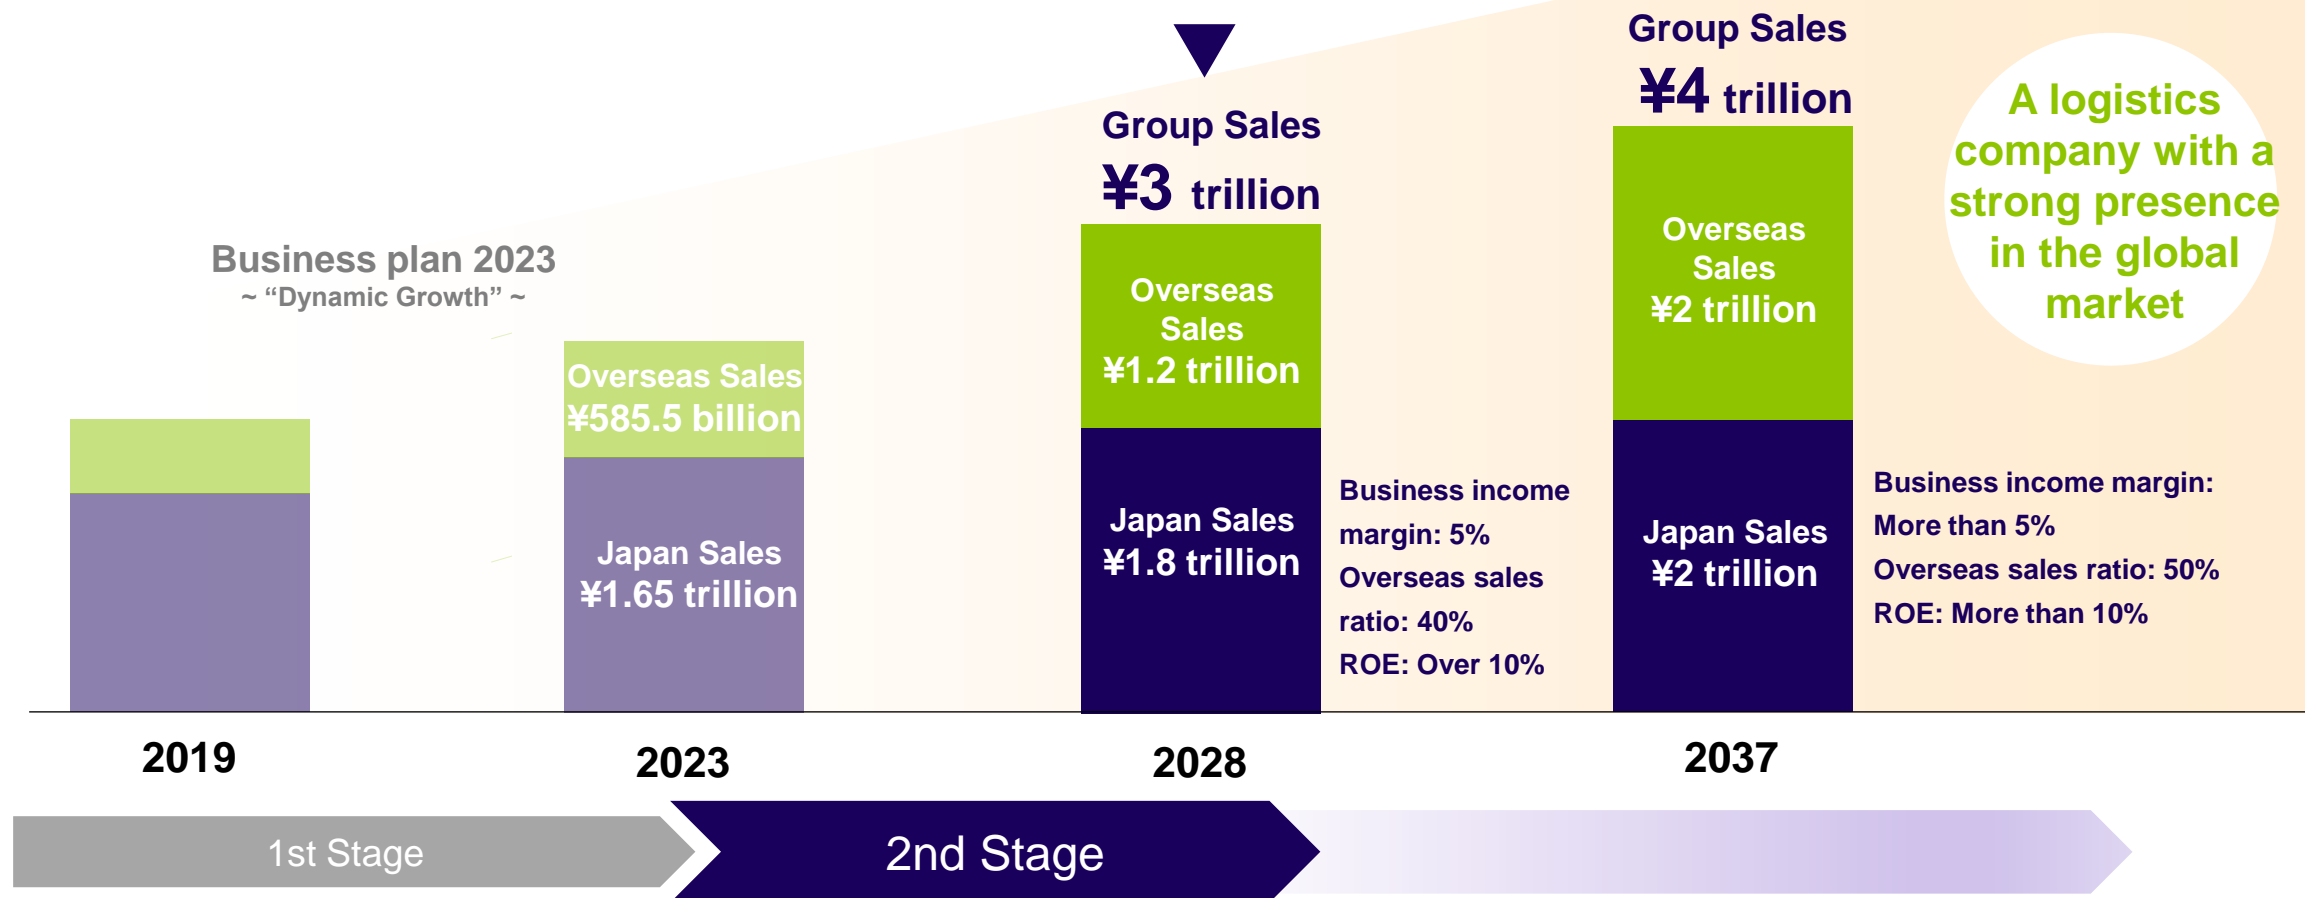 Business plan 2023
~ “Dynamic Growth” ~
Overseas Sales
¥585.5 billion
Japan Sales
¥1.65 trillion
Group Sales
¥3 trillion
Overseas
Sales
¥1.2 trillion
Japan Sales
¥1.8 trillion
Business income
margin: 5%
Overseas sales
ratio: 40%
ROE: Over 10%
Group Sales
¥4 trillion
Overseas
Sales
¥2 trillion
Japan Sales
¥2 trillion
Business income margin:
More than 5%
Overseas sales ratio: 50%
ROE: More than 10%
A logistics
company with a
strong presence
in the global
market
2019
2023
2028
2037
1st Stage
2nd Stage